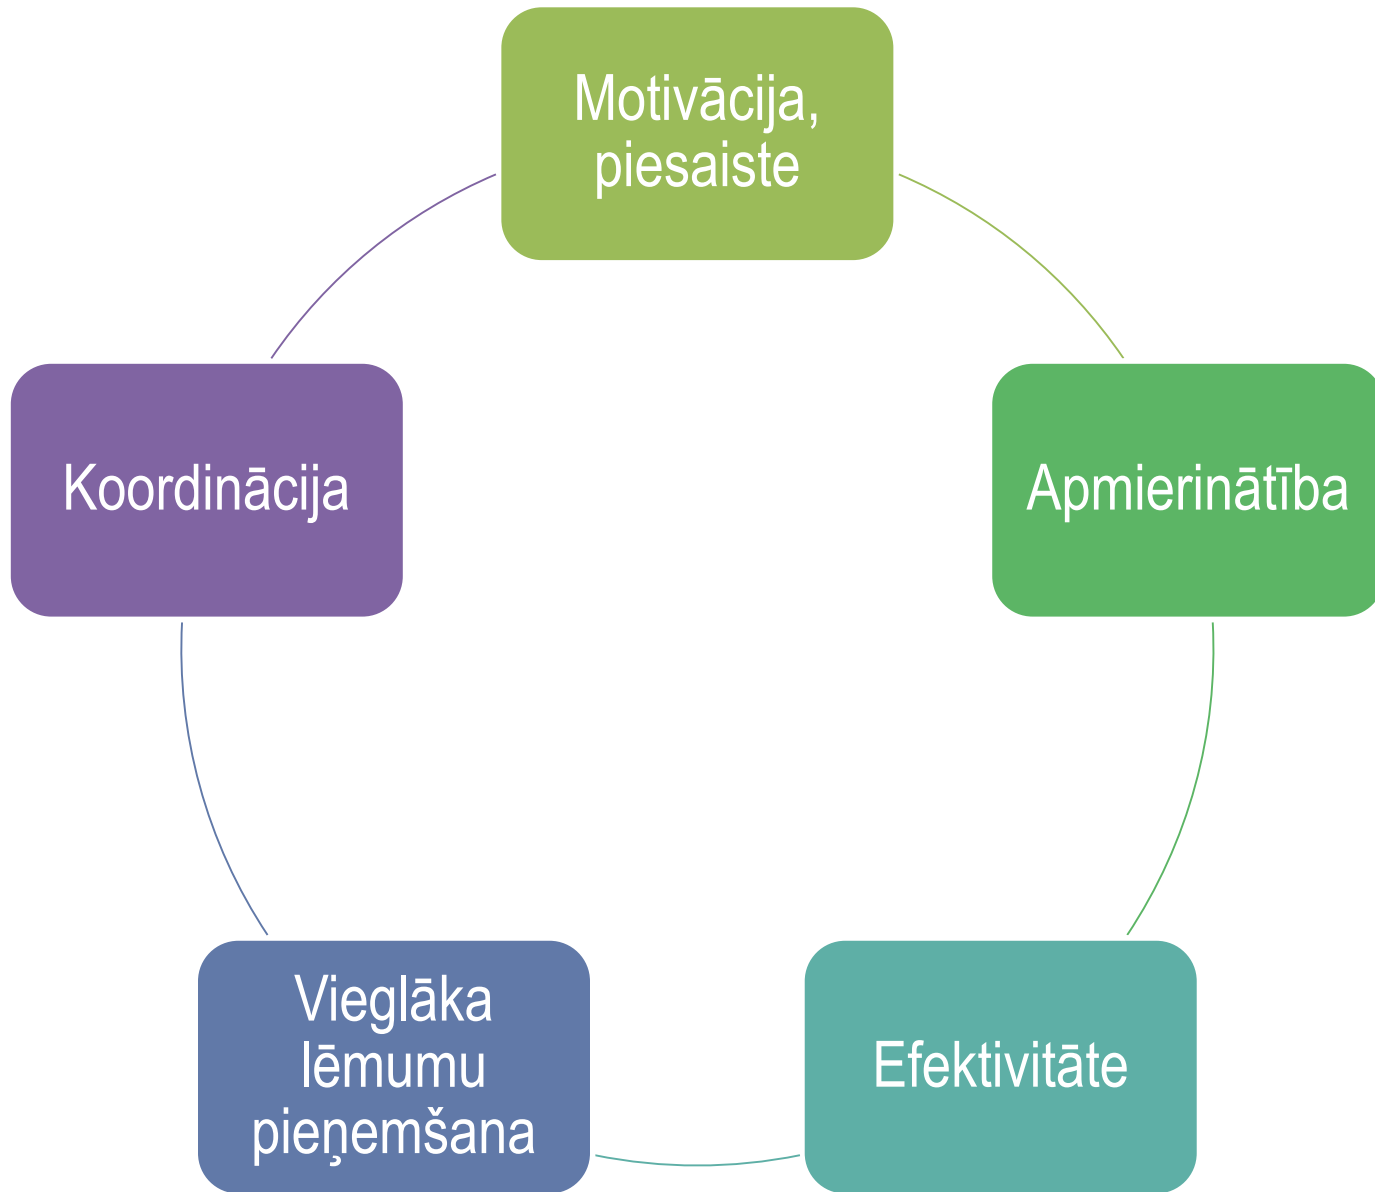 Motivācija,
piesaiste
Apmierinātība
Efektivitāte
Vieglāka
lēmumu
pieņemšana
Koordinācija